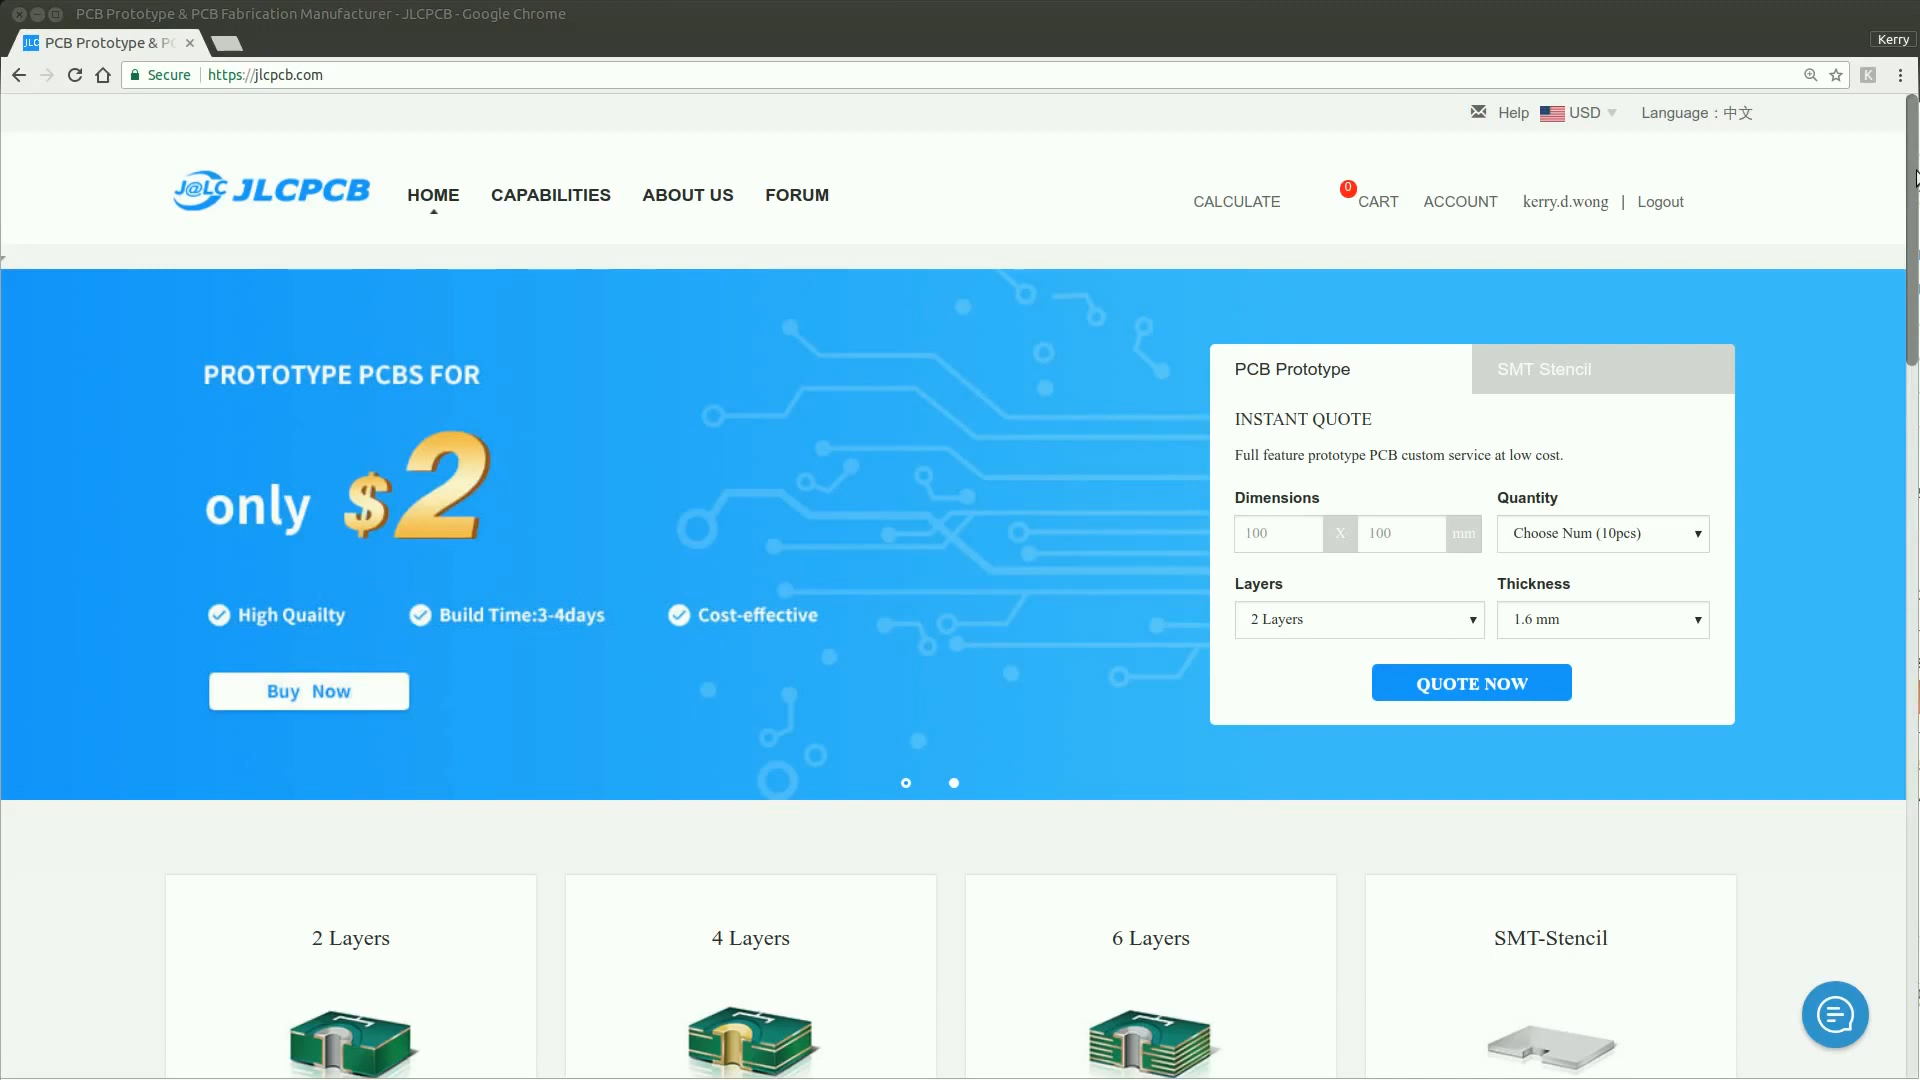 PCB Prototype & PCB Fabrication Manufacturer - JLCPCB - Google Chrome
JLC PCB Prototype & PC
Kerry
Secure https://jlcpcb.com
K
Help USD Language : 中文
J@LC JLCPCB HOME CAPABILITIES ABOUT US FORUM
CALCULATE 0 CART ACCOUNT kerry.d.wong | Logout
PROTOTYPE PCBS FOR
only $2
High Quailty Build Time:3-4days Cost-effective
Buy Now
PCB Prototype SMT Stencil
INSTANT QUOTE
Full feature prototype PCB custom service at low cost.
Dimensions Quantity
100 X 100 mm Choose Num (10pcs)
Layers Thickness
2 Layers 1.6 mm
QUOTE NOW
2 Layers 4 Layers 6 Layers SMT-Stencil